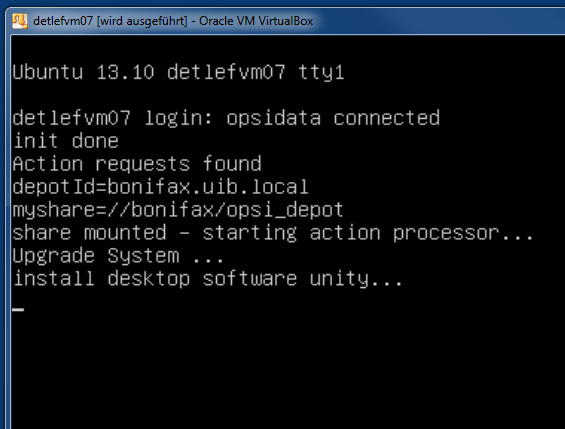 detlefvm07 [wird ausgeführt] - Oracle VM VirtualBox
Ubuntu 13.10 detlefvm07 tty1
detlefvm07 login: opsidata connected
init done
Action requests found
depotId=bonifax.uib.local
myshare=//bonifax/opsi_depot
share mounted - starting action processor...
Upgrade System ...
install desktop software unity...